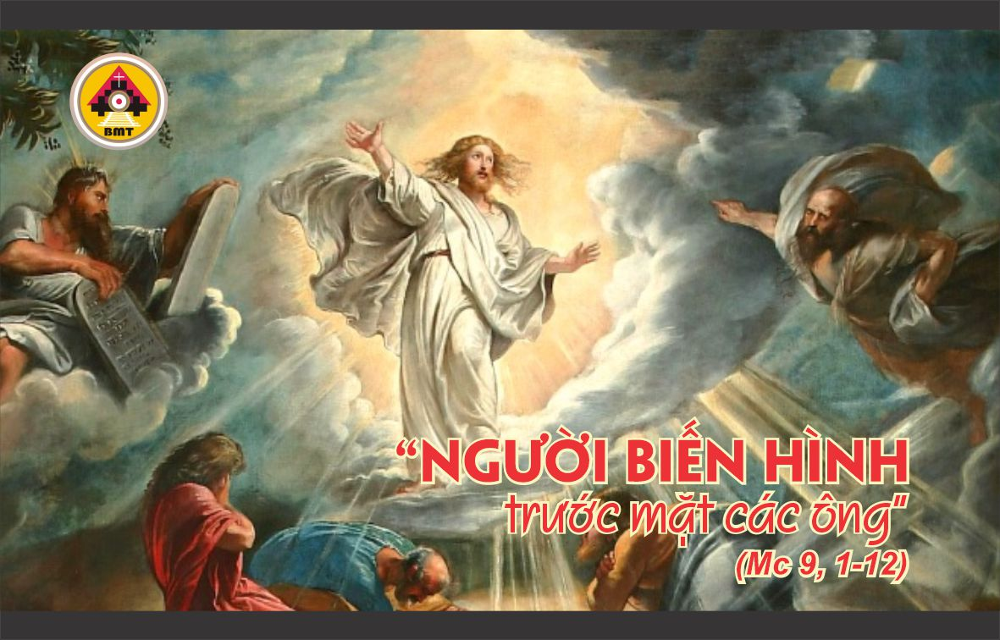 BMT
“NGƯỜI BIẾN HÌNH
trước mặt các ông”
(Mc 9, 1-12)